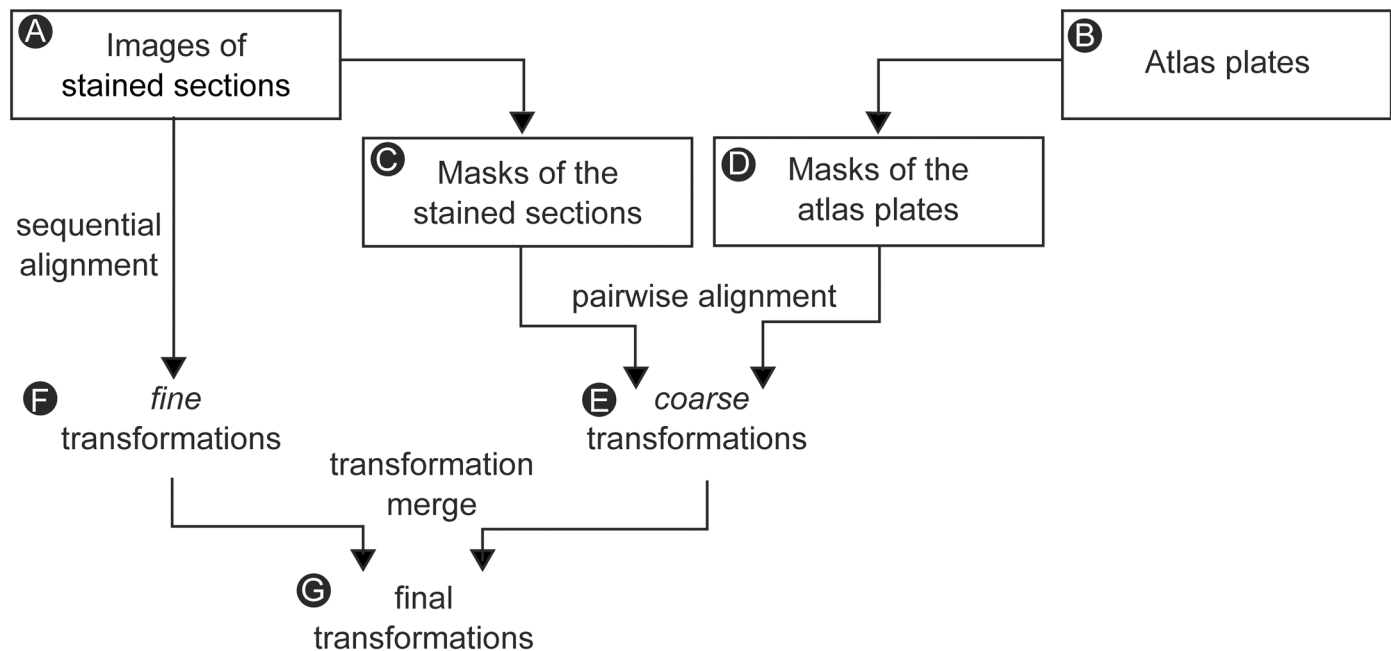 A
Images of
stained sections
B
Atlas plates
C
Masks of the
stained sections
D
Masks of the
atlas plates
sequential
alignment
pairwise alignment
F
fine
transformations
E
coarse
transformations
transformation
merge
G
final
transformations